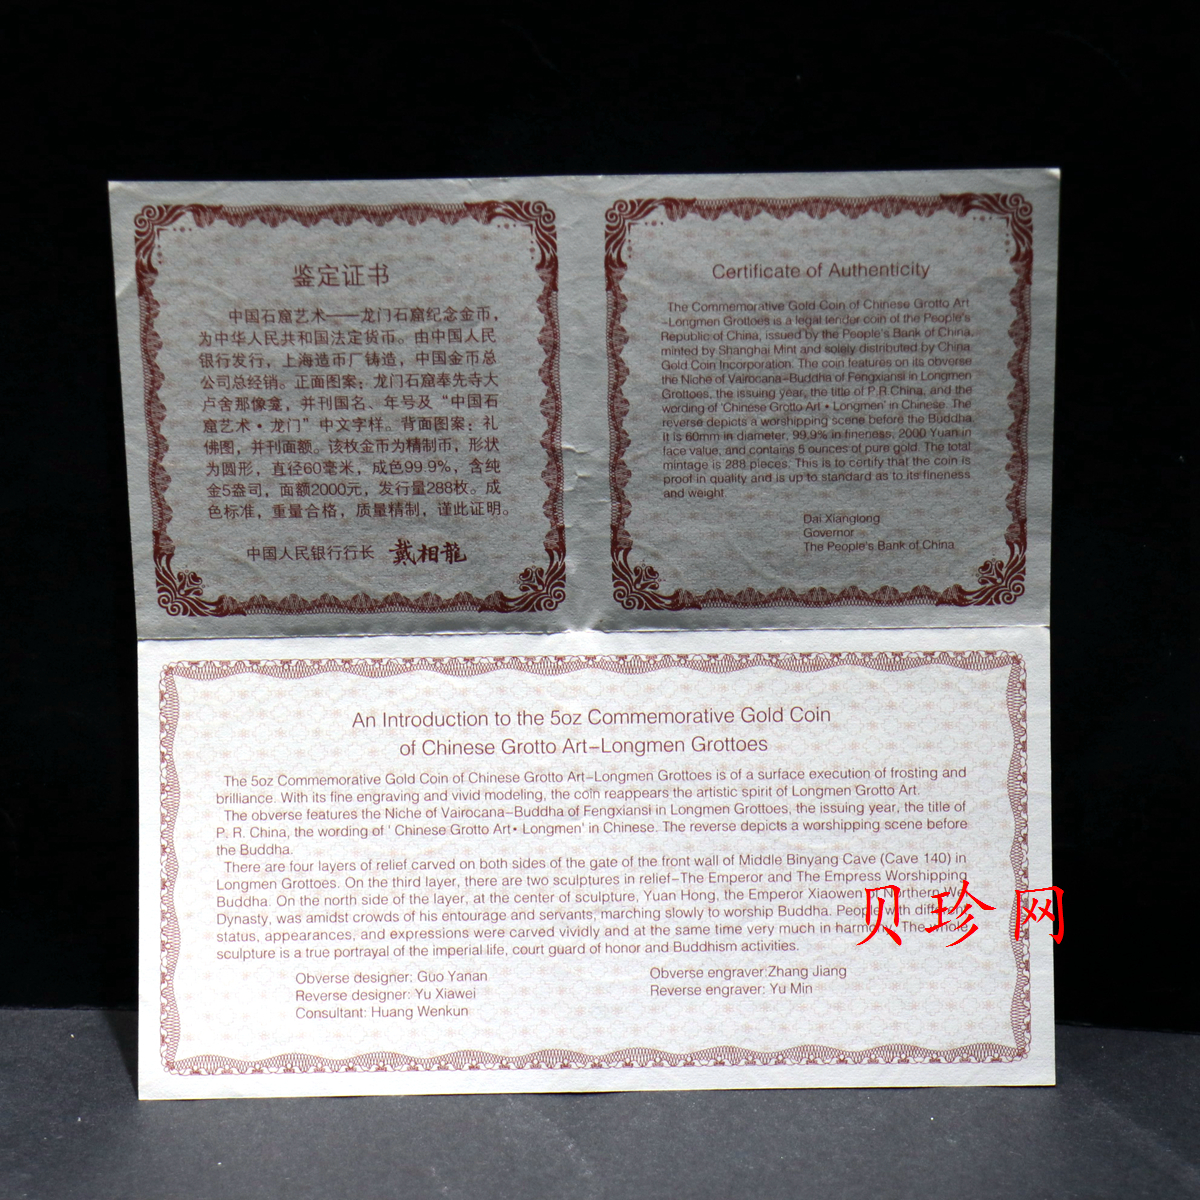 鉴定证书
中国石窟艺术——龙门石窟纪念金币，
为中华人民共和国法定货币。由中国人民
银行发行，上海造币厂铸造，中国金币总
公司总经销。正面图案：龙门石窟奉先寺大
卢舍那像龛，并刊国名、年号及“中国石
窟艺术·龙门”中文字样。背面图案：礼
佛图，并刊面额。该枚金币为精制币，形状
为圆形，直径60毫米，成色99.9%，含纯
金5盎司，面额2000元，发行量288枚。成
色标准，重量合格，质量精制，谨此证明。
中国人民银行行长 戴相龍
Certificate of Authenticity
The Commemorative Gold Coin of Chinese Grotto Art
-Longmen Grottoes is a legal tender coin of the People's
Republic of China, issued by the People's Bank of China,
minted by Shanghai Mint and solely distributed by China
Gold Coin Incorporation. The coin features on its obverse
the Niche of Vairocana-Buddha of Fengxiansi in Longmen
Grottoes, the issuing year, the title of P.R.China, and the
wording of 'Chinese Grotto Art • Longmen' in Chinese. The
reverse depicts a worshipping scene before the Buddha
It is 60mm in diameter, 99.9% in fineness, 2000 Yuan in
face value, and contains 5 ounces of pure gold. The total
mintage is 288 pieces. This is to certify that the coin is
proof in quality and is up to standard as to its fineness
and weight.
Dai Xianglong
Governor
The People's Bank of China
An Introduction to the 5oz Commemorative Gold Coin
of Chinese Grotto Art-Longmen Grottoes
The 5oz Commemorative Gold Coin of Chinese Grotto Art-Longmen Grottoes is of a surface execution of frosting and
brilliance. With its fine engraving and vivid modeling, the coin reappears the artistic spirit of Longmen Grotto Art.
The obverse features the Niche of Vairocana-Buddha of Fengxiansi in Longmen Grottoes, the issuing year, the title of
P. R. China, the wording of ' Chinese Grotto Art• Longmen' in Chinese. The reverse depicts a worshipping scene before
the Buddha.
There are four layers of relief carved on both sides of the gate of the front wall of Middle Binyang Cave (Cave 140) in
Longmen Grottoes. On the third layer, there are two sculptures in relief-The Emperor and The Empress Worshipping
Buddha. On the north side of the layer, at the center of sculpture, Yuan Hong, the Emperor Xiaowen of Northern Wei
Dynasty, was amidst crowds of his entourage and servants, marching slowly to worship Buddha. People with different
status, appearances, and expressions were carved vividly and at the same time very much in harmony. The whole
sculpture is a true portrayal of the imperial life, court guard of honor and Buddhism activities.
Obverse designer: Guo Yanan
Reverse designer: Yu Xiawei
Consultant: Huang Wenkun
Obverse engraver:Zhang Jiang
Reverse engraver: Yu Min
贝珍网